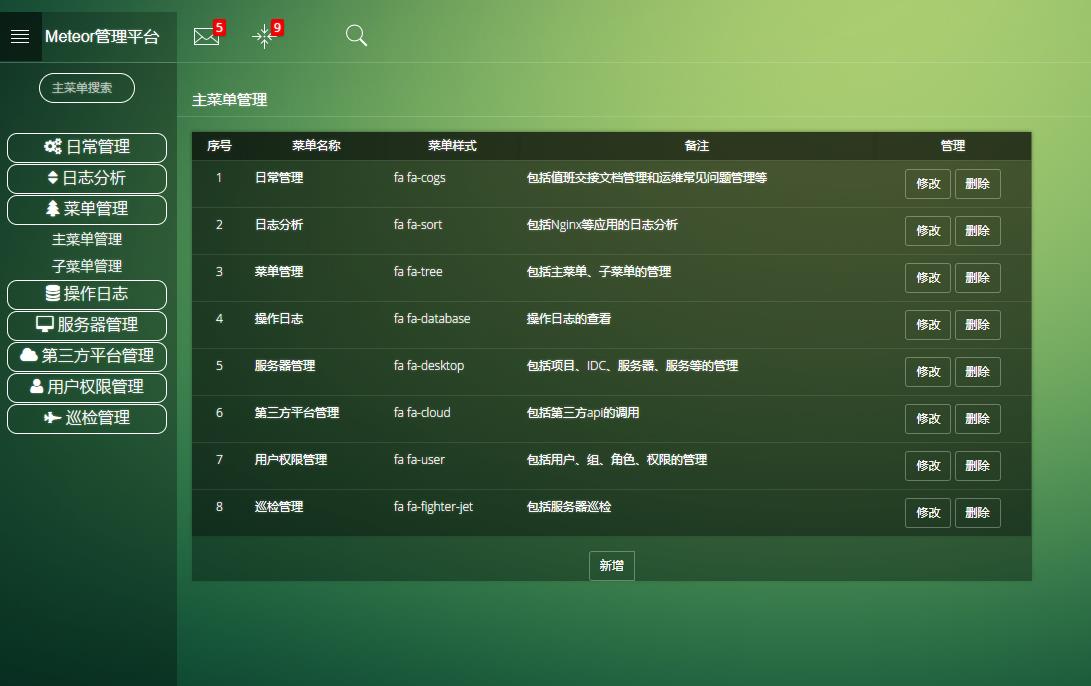 Meteor管理平台
5
9
主菜单搜索
日常管理
日志分析
菜单管理
主菜单管理
子菜单管理
操作日志
服务器管理
第三方平台管理
用户权限管理
巡检管理
主菜单管理
序号 菜单名称 菜单样式 备注 管理
1 日常管理 fa fa-cogs 包括值班交接文档管理和运维常见问题管理等 修改 删除
2 日志分析 fa fa-sort 包括Nginx等应用的日志分析 修改 删除
3 菜单管理 fa fa-tree 包括主菜单、子菜单的管理 修改 删除
4 操作日志 fa fa-database 操作日志的查看 修改 删除
5 服务器管理 fa fa-desktop 包括项目、IDC、服务器、服务等的管理 修改 删除
6 第三方平台管理 fa fa-cloud 包括第三方api的调用 修改 删除
7 用户权限管理 fa fa-user 包括用户、组、角色、权限的管理 修改 删除
8 巡检管理 fa fa-fighter-jet 包括服务器巡检 修改 删除
新增